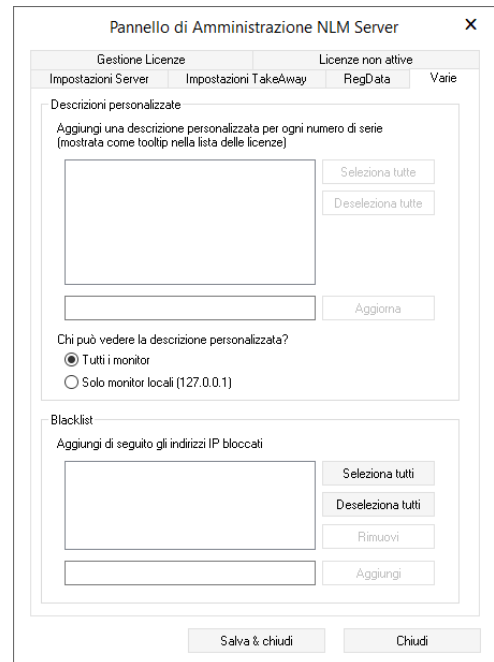 Pannello di Amministrazione NLM Server
Gestione Licenze
Licenze non attive
Impostazioni Server
Impostazioni TakeAway
RegData
Varie
Descrizioni personalizzate
Aggiungi una descrizione personalizzata per ogni numero di serie
(mostrata come tooltip nella lista delle licenze)
Seleziona tutte
Deseleziona tutte
Aggiorna
Chi può vedere la descrizione personalizzata?
Tutti i monitor
Solo monitor locali (127.0.0.1)
Blacklist
Aggiungi di seguito gli indirizzi IP bloccati
Seleziona tutti
Deseleziona tutti
Rimuovi
Aggiungi
Salva & chiudi
Chiudi